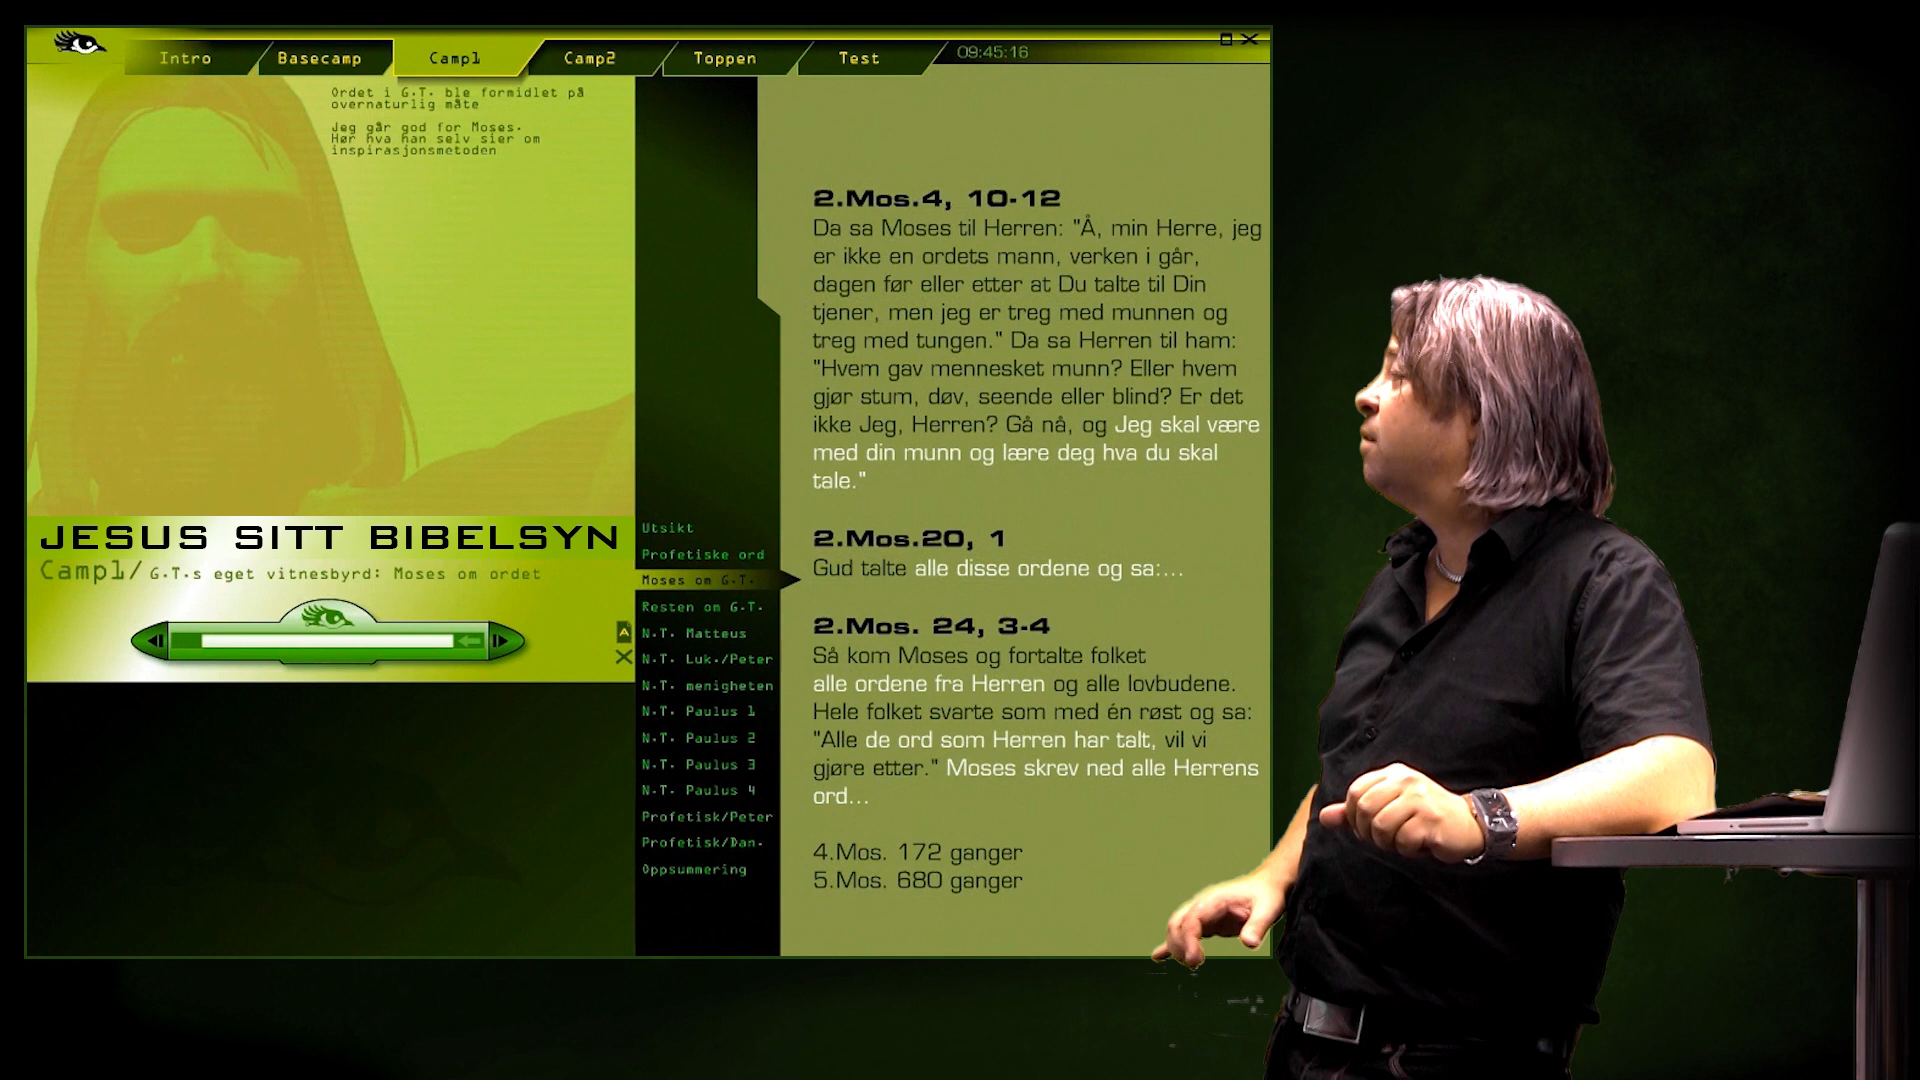 Intro
Basecamp
Camp1
Camp2
Toppen
Test
09:45:16
Ordet i G.T. ble formidlet på
overnaturlig måte
Jeg går god for Moses.
Hør hva han selv sier om
inspirasjonsmetoden
JESUS SITT BIBELSYN
Camp1/ G.T.s eget vitnesbyrd: Moses om ordet
A
Utsikt
Profetiske ord
Moses om G.T.
Resten om G.T.
N.T. Matteus
N.T. Luk./Peter
N.T. menigheten
N.T. Paulus 1
N.T. Paulus 2
N.T. Paulus 3
N.T. Paulus 4
Profetisk/Peter
Profetisk/Dan.
Oppsummering
2.Mos.4, 10-12
Da sa Moses til Herren: "Å, min Herre, jeg
er ikke en ordets mann, verken i går,
dagen før eller etter at Du talte til Din
tjener, men jeg er treg med munnen og
treg med tungen." Da sa Herren til ham:
"Hvem gav mennesket munn? Eller hvem
gjør stum, døv, seende eller blind? Er det
ikke Jeg, Herren? Gå nå, og Jeg skal være
med din munn og lære deg hva du skal
tale."
2.Mos.20, 1
Gud talte alle disse ordene og sa:...
2.Mos. 24, 3-4
Så kom Moses og fortalte folket
alle ordene fra Herren og alle lovbudene.
Hele folket svarte som med én røst og sa:
"Alle de ord som Herren har talt, vil vi
gjøre etter." Moses skrev ned alle Herrens
ord...
4.Mos. 172 ganger
5.Mos. 680 ganger